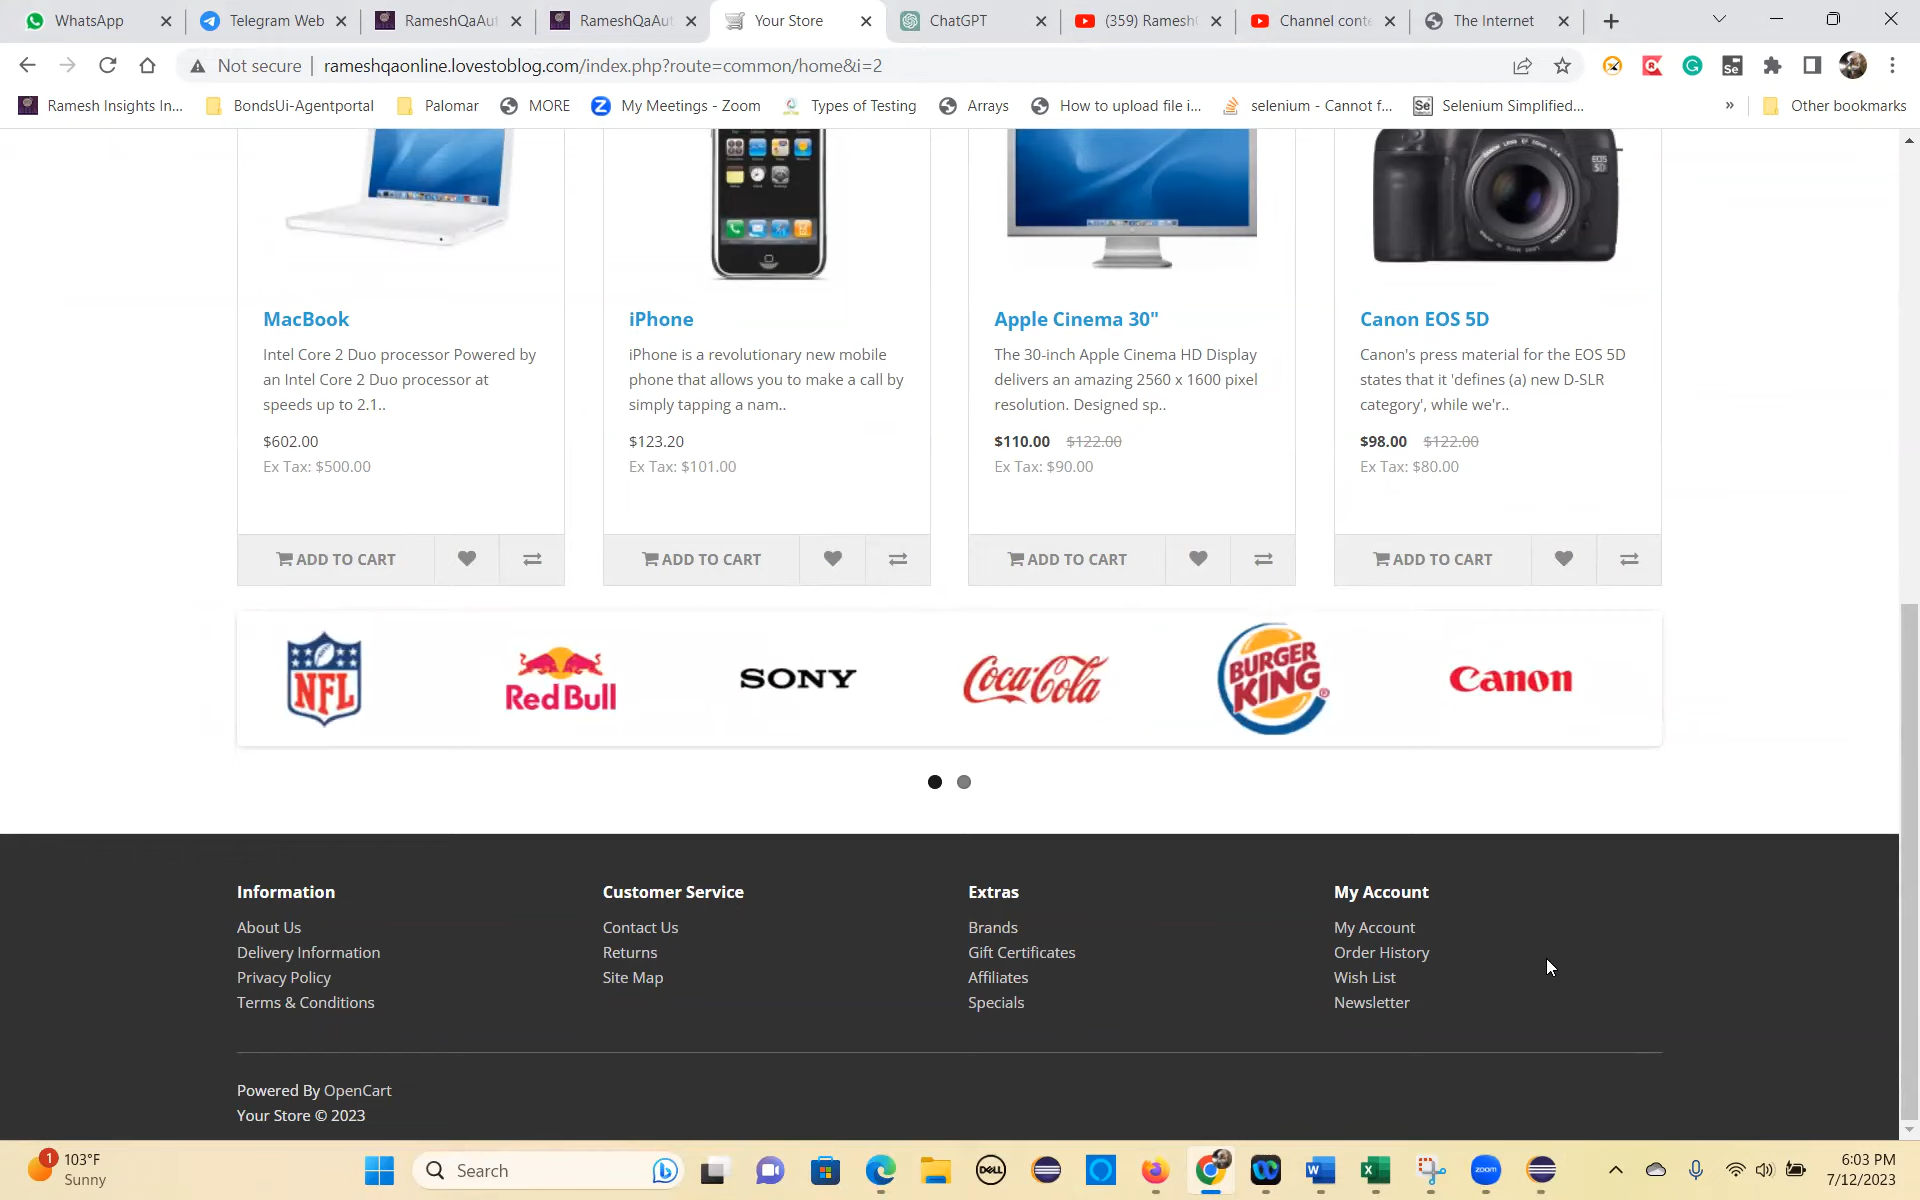 WhatsApp
Telegram Web
RameshQaAut
RameshQaAut
Your Store
ChatGPT
(359) Ramesh
Channel conte
The Internet
Not secure
rameshqaonline.lovestoblog.com/index.php?route=common/home&i=2
Ramesh Insights In...
BondsUi-Agentportal
Palomar
MORE
My Meetings - Zoom
Types of Testing
Arrays
How to upload file i...
selenium - Cannot f...
Selenium Simplified...
»
Other bookmarks
EOS
5D
MacBook
Intel Core 2 Duo processor Powered by
an Intel Core 2 Duo processor at
speeds up to 2.1..
$602.00
Ex Tax: $500.00
iPhone
iPhone is a revolutionary new mobile
phone that allows you to make a call by
simply tapping a nam..
$123.20
Ex Tax: $101.00
Apple Cinema 30"
The 30-inch Apple Cinema HD Display
delivers an amazing 2560 x 1600 pixel
resolution. Designed sp..
$110.00 $122.00
Ex Tax: $90.00
Canon EOS 5D
Canon's press material for the EOS 5D
states that it 'defines (a) new D-SLR
category', while we'r..
$98.00 $122.00
Ex Tax: $80.00
ADD TO CART
ADD TO CART
ADD TO CART
ADD TO CART
NFL
Red Bull
SONY
Coca-Cola
BURGER
KING
Canon
Information
About Us
Delivery Information
Privacy Policy
Terms & Conditions
Customer Service
Contact Us
Returns
Site Map
Extras
Brands
Gift Certificates
Affiliates
Specials
My Account
My Account
Order History
Wish List
Newsletter
Powered By OpenCart
Your Store © 2023
1
103°F
Sunny
Search
DELL
zoom
6:03 PM
7/12/2023